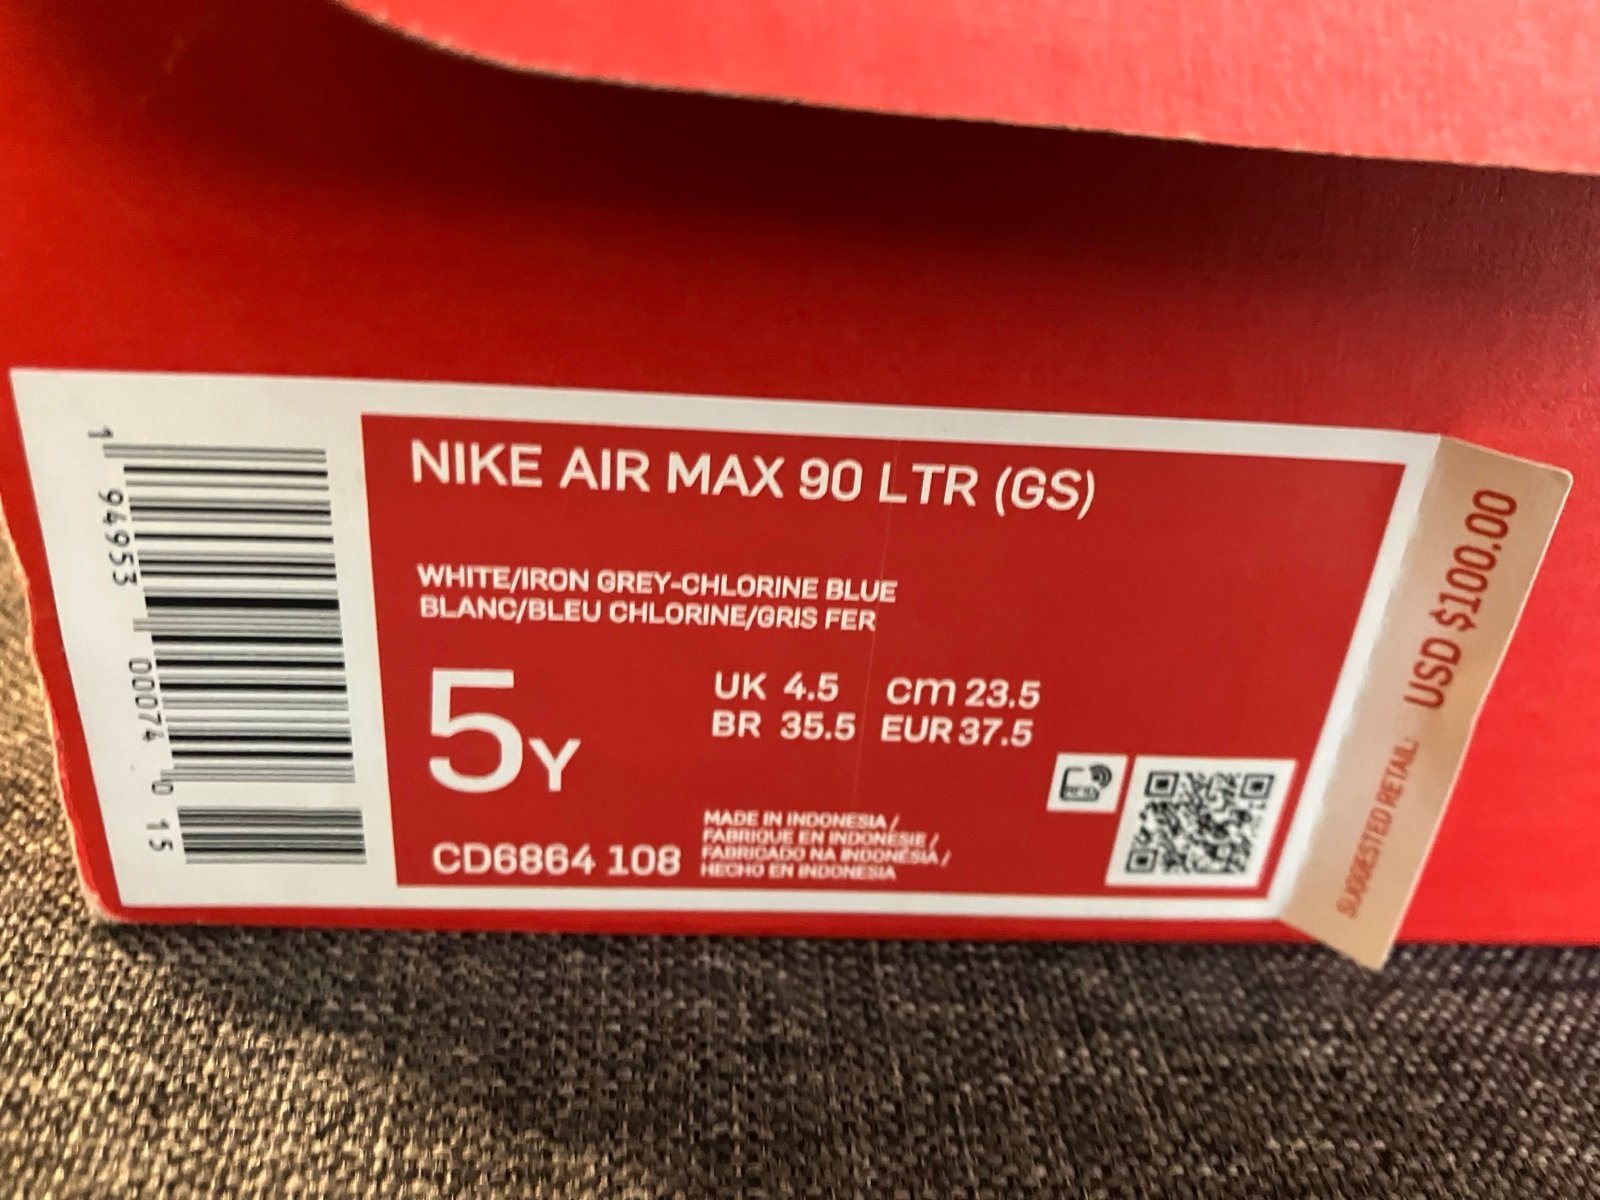 NIKE AIR MAX 90 LTR (GS)
WHITE/IRON GREY-CHLORINE BLUE
BLANC/BLEU CHLORINE/GRIS FER
5Y
UK 4.5 cm 23.5
BR 35.5 EUR 37.5
CD6864 108
MADE IN INDONESIA /
FABRIQUE EN INDONÉSIE /
FABRICADO NA INDONÉSIA /
HECHO EN INDONESIA
1 94953 00074 0 15
SUGGESTED RETAIL: USD $100.00